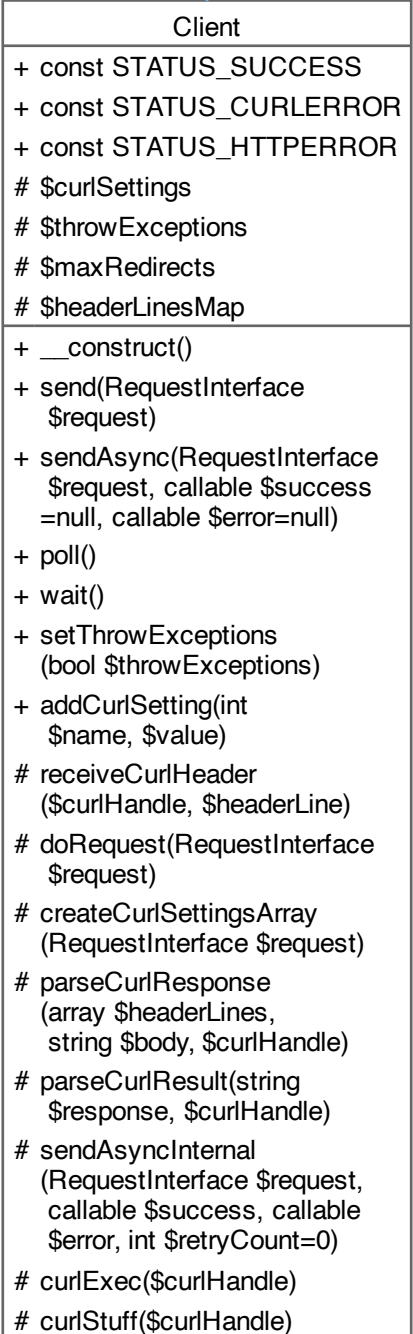 Client
+ const STATUS_SUCCESS
+ const STATUS_CURLERROR
+ const STATUS_HTTPERROR
# $curlSettings
# $throwExceptions
# $maxRedirects
# $headerLinesMap
+ __construct()
+ send(RequestInterface
$request)
+ sendAsync(RequestInterface
$request, callable $success
=null, callable $error=null)
+ poll()
+ wait()
+ setThrowExceptions
(bool $throwExceptions)
+ addCurlSetting(int
$name, $value)
# receiveCurlHeader
($curlHandle, $headerLine)
# doRequest(RequestInterface
$request)
# createCurlSettingsArray
(RequestInterface $request)
# parseCurlResponse
(array $headerLines,
string $body, $curlHandle)
# parseCurlResult(string
$response, $curlHandle)
# sendAsyncInternal
(RequestInterface $request,
callable $success, callable
$error, int $retryCount=0)
# curlExec($curlHandle)
# curlStuff($curlHandle)